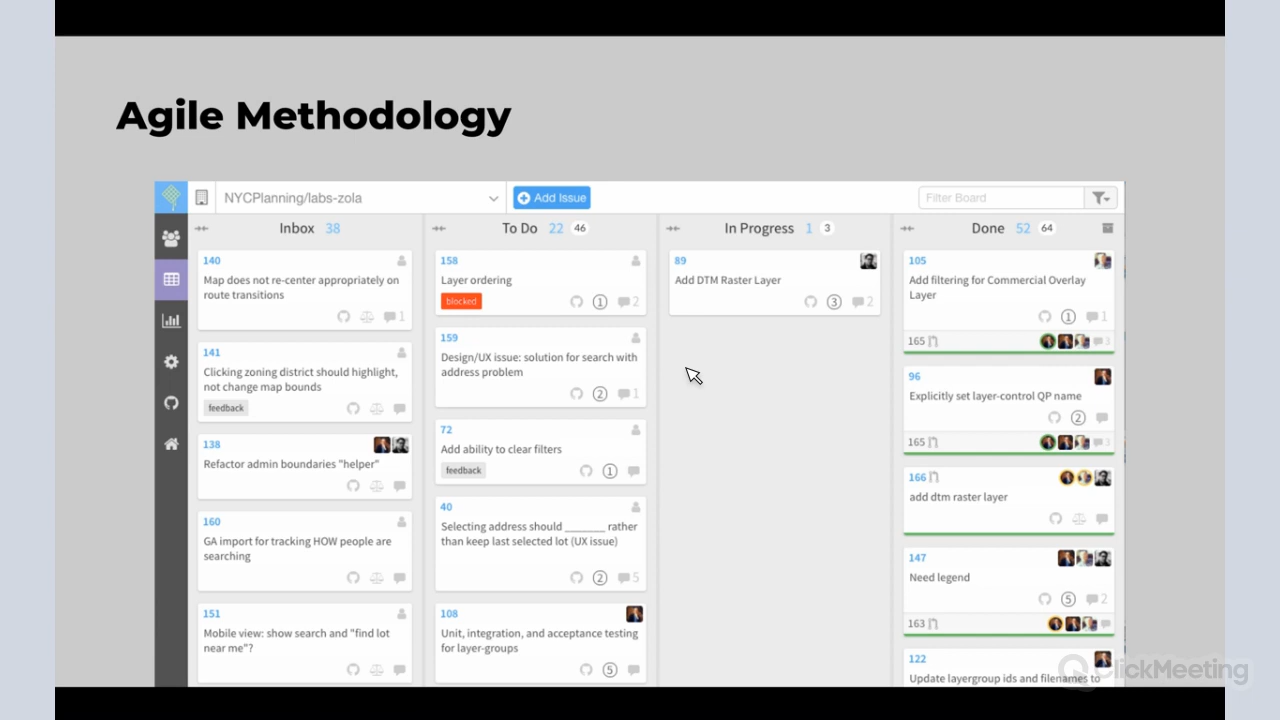 Agile Methodology
NYCPlanning/labs-zola
Add Issue
Filter Board
Inbox 38
140
Map does not re-center appropriately on
route transitions
1
141
Clicking zoning district should highlight,
not change map bounds
feedback
138
Refactor admin boundaries "helper"
160
GA import for tracking HOW people are
searching
151
Mobile view: show search and "find lot
near me"?
To Do 22 46
158
Layer ordering
blocked
1 2
159
Design/UX issue: solution for search with
address problem
2 1
72
Add ability to clear filters
feedback
1
40
Selecting address should _______ rather
than keep last selected lot (UX issue)
2 5
108
Unit, integration, and acceptance testing
for layer-groups
5
In Progress 1 3
89
Add DTM Raster Layer
3 2
Done 52 64
105
Add filtering for Commercial Overlay
Layer
1 1
165 3
96
Explicitly set layer-control QP name
2
165 3
166
add dtm raster layer
147
Need legend
5 2
163
122
Update layergroup ids and filenames to
ClickMeeting